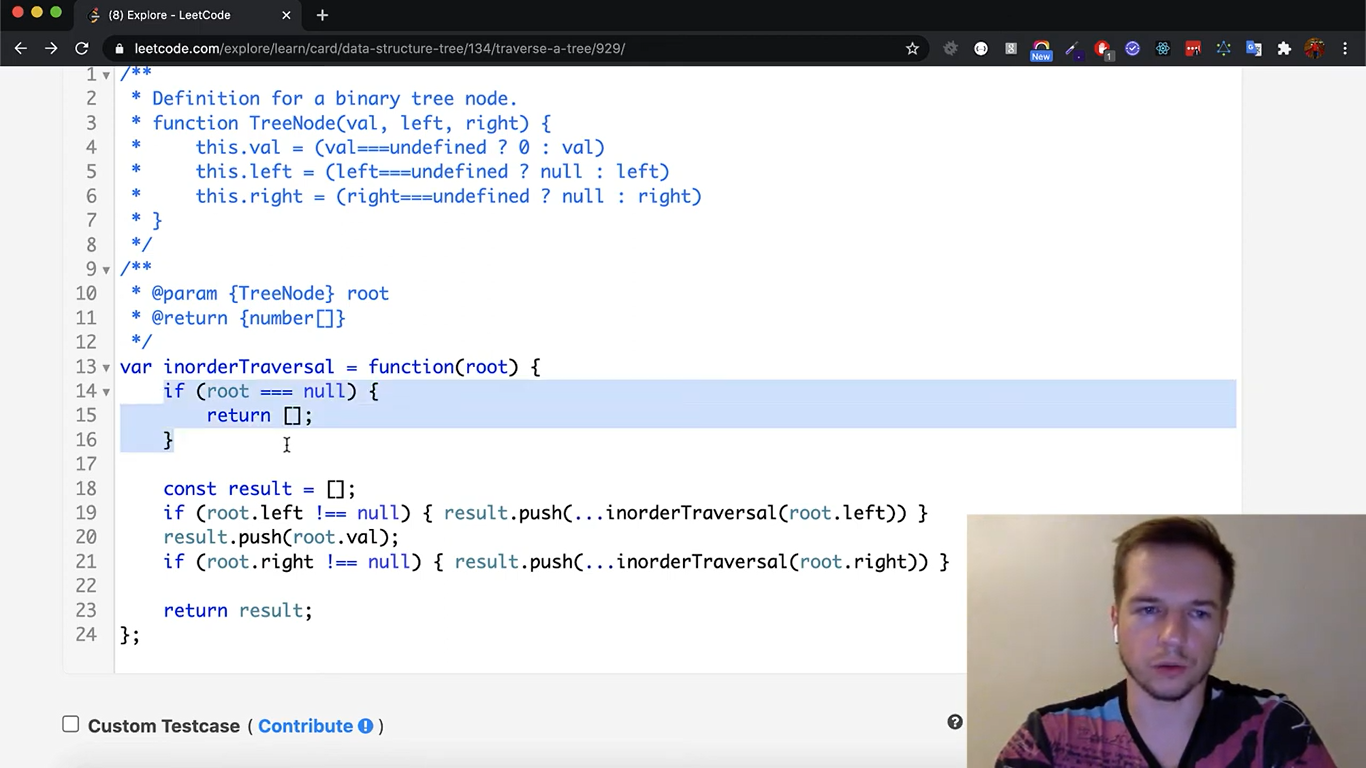 (8) Explore - LeetCode
leetcode.com/explore/learn/card/data-structure-tree/134/traverse-a-tree/929/
New
1
1 /**
2  * Definition for a binary tree node.
3  * function TreeNode(val, left, right) {
4  *     this.val = (val===undefined ? 0 : val)
5  *     this.left = (left===undefined ? null : left)
6  *     this.right = (right===undefined ? null : right)
7  * }
8  */
9 /**
10  * @param {TreeNode} root
11  * @return {number[]}
12  */
13 var inorderTraversal = function(root) {
14     if (root === null) {
15         return [];
16     }
17
18     const result = [];
19     if (root.left !== null) { result.push(...inorderTraversal(root.left)) }
20     result.push(root.val);
21     if (root.right !== null) { result.push(...inorderTraversal(root.right)) }
22
23     return result;
24 };
Custom Testcase ( Contribute )